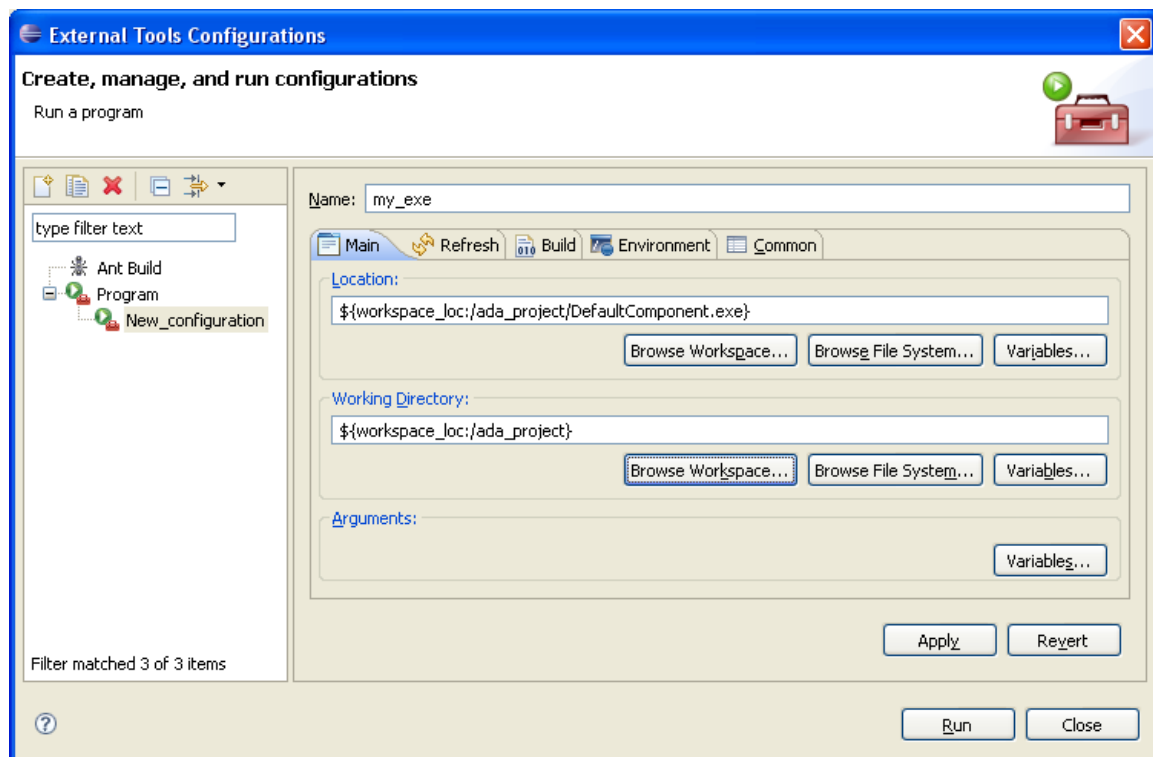 External Tools Configurations
Create, manage, and run configurations
Run a program
type filter text
Ant Build
Program
New_configuration
Filter matched 3 of 3 items
Name: my_exe
Main Refresh 010 Build Environment Common
Location:
${workspace_loc:/ada_project/DefaultComponent.exe}
Browse Workspace... Browse File System... Variables...
Working Directory:
${workspace_loc:/ada_project}
Browse Workspace... Browse File System... Variables...
Arguments:
Variables...
Apply Revert
? Run Close